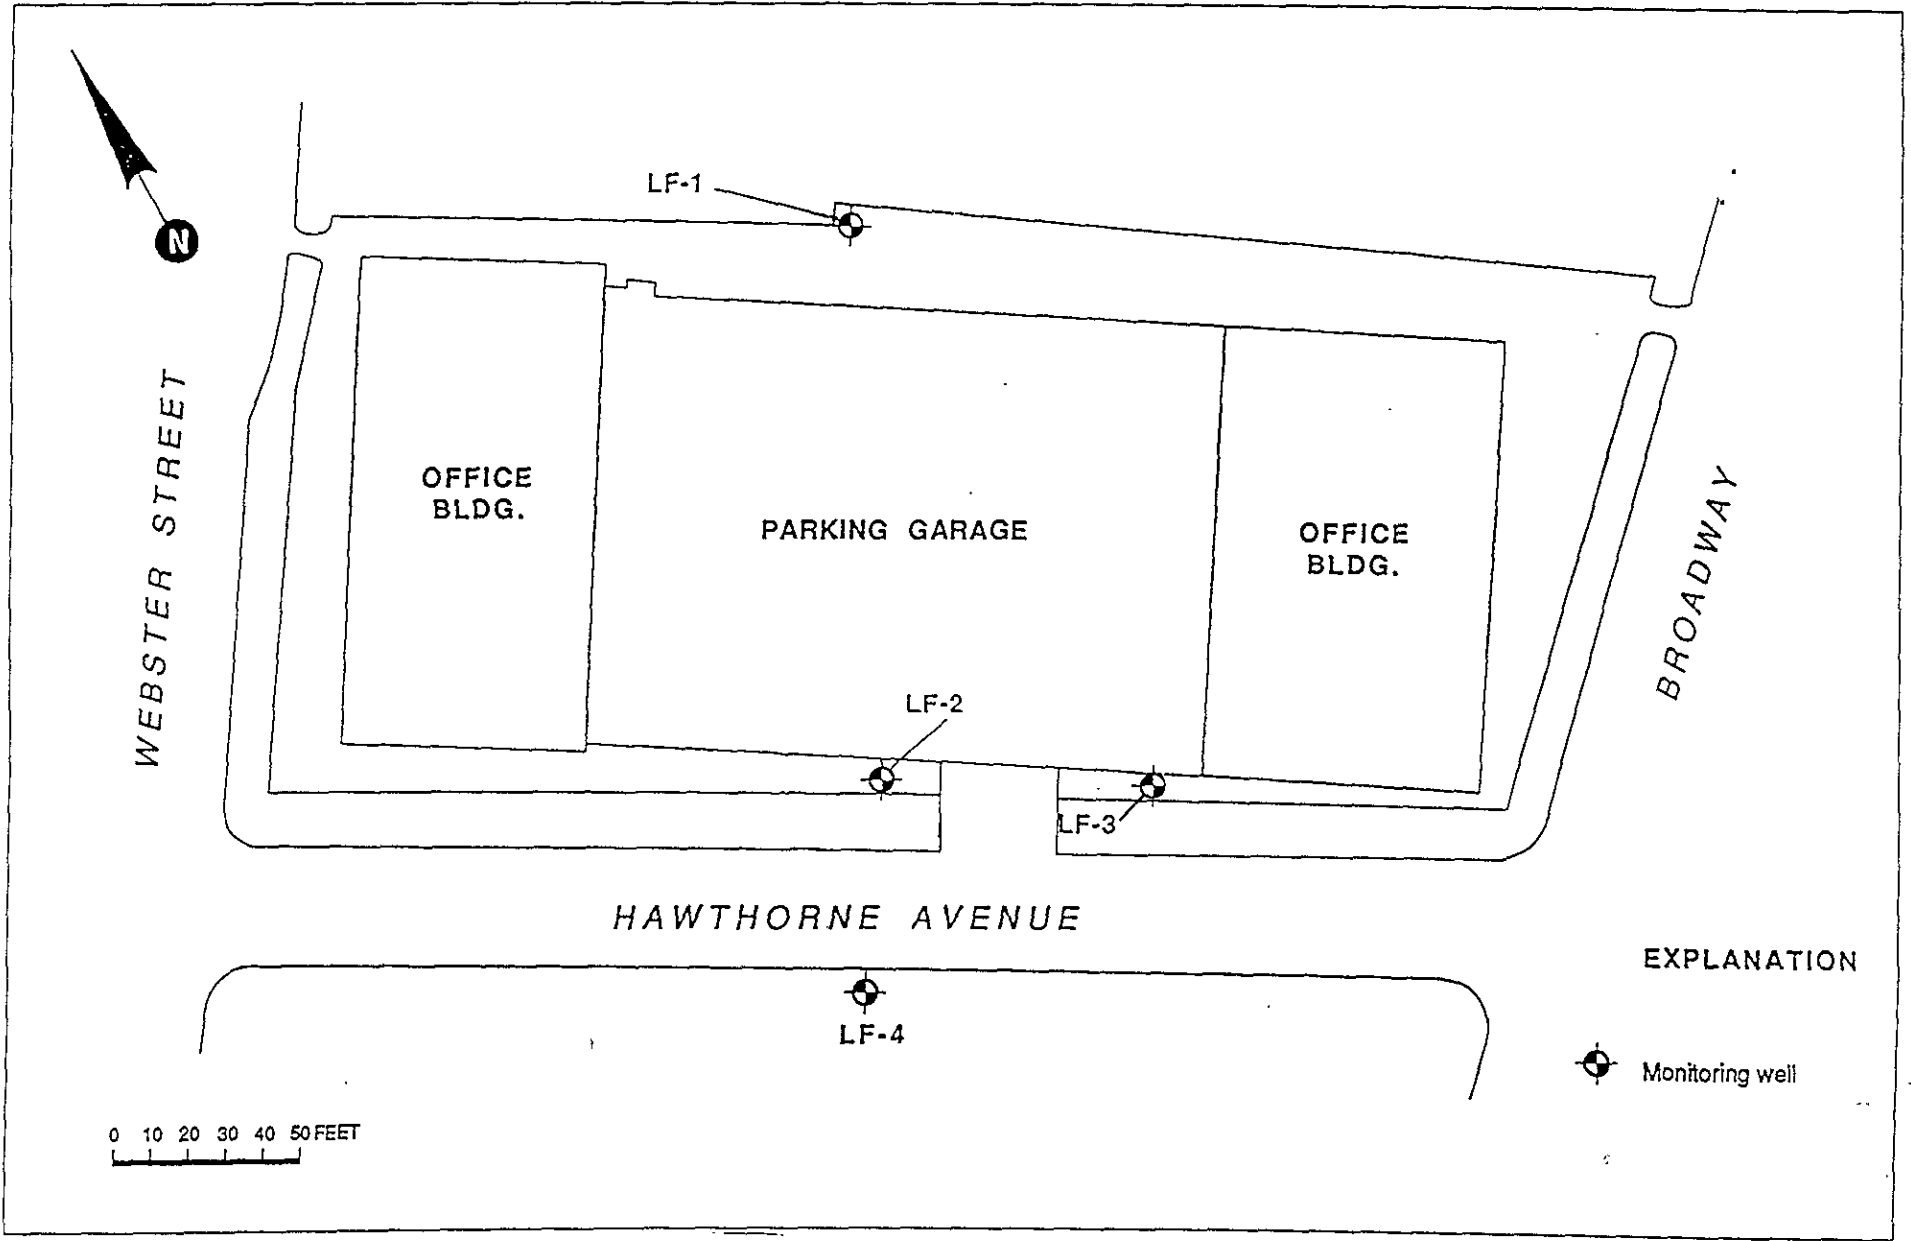 N
LF-1
WEBSTER STREET
OFFICE
BLDG.
PARKING GARAGE
OFFICE
BLDG.
BROADWAY
LF-2
LF-3
HAWTHORNE AVENUE
LF-4
EXPLANATION
Monitoring well
0 10 20 30 40 50 FEET